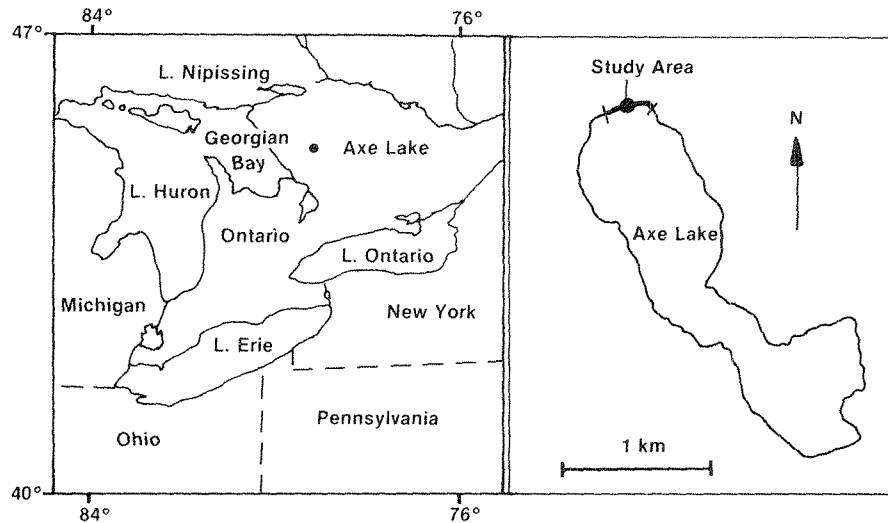 84°
76°
47°
L. Nipissing
Georgian
Bay
Axe Lake
L. Huron
Ontario
L. Ontario
Michigan
New York
L. Erie
Pennsylvania
Ohio
40°
84°
76°
Study Area
N
Axe Lake
1 km